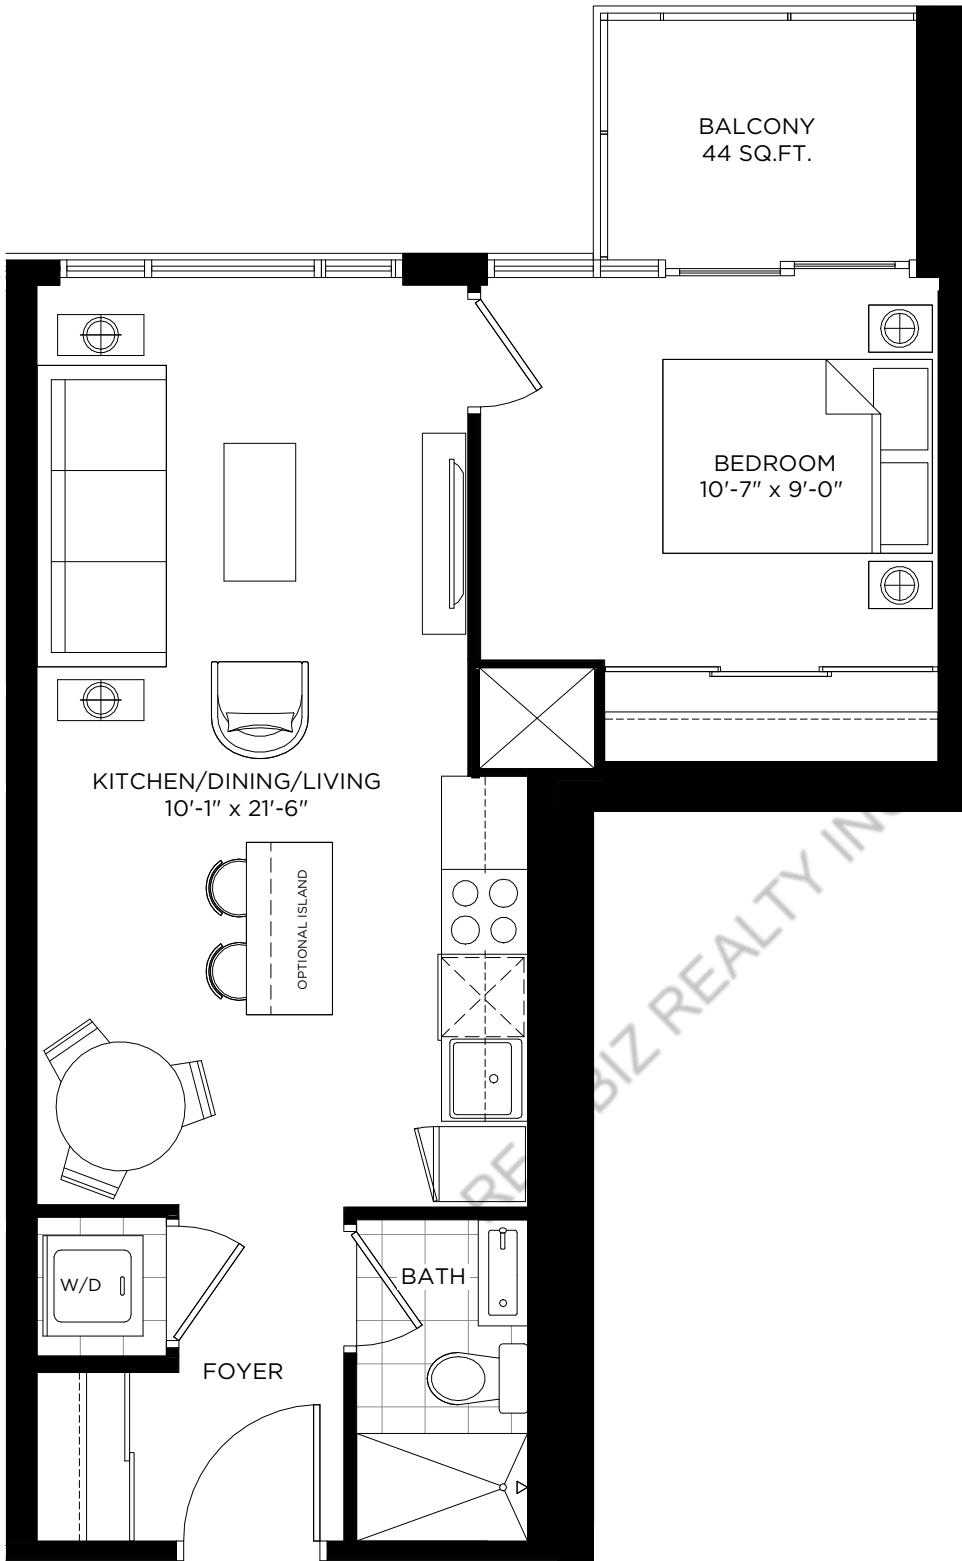 BALCONY
44 SQ.FT.
BEDROOM
10'-7" x 9'-0"
KITCHEN/DINING/LIVING
10'-1" x 21'-6"
OPTIONAL ISLAND
BIZ REALTY
W/D
BATH
FOYER